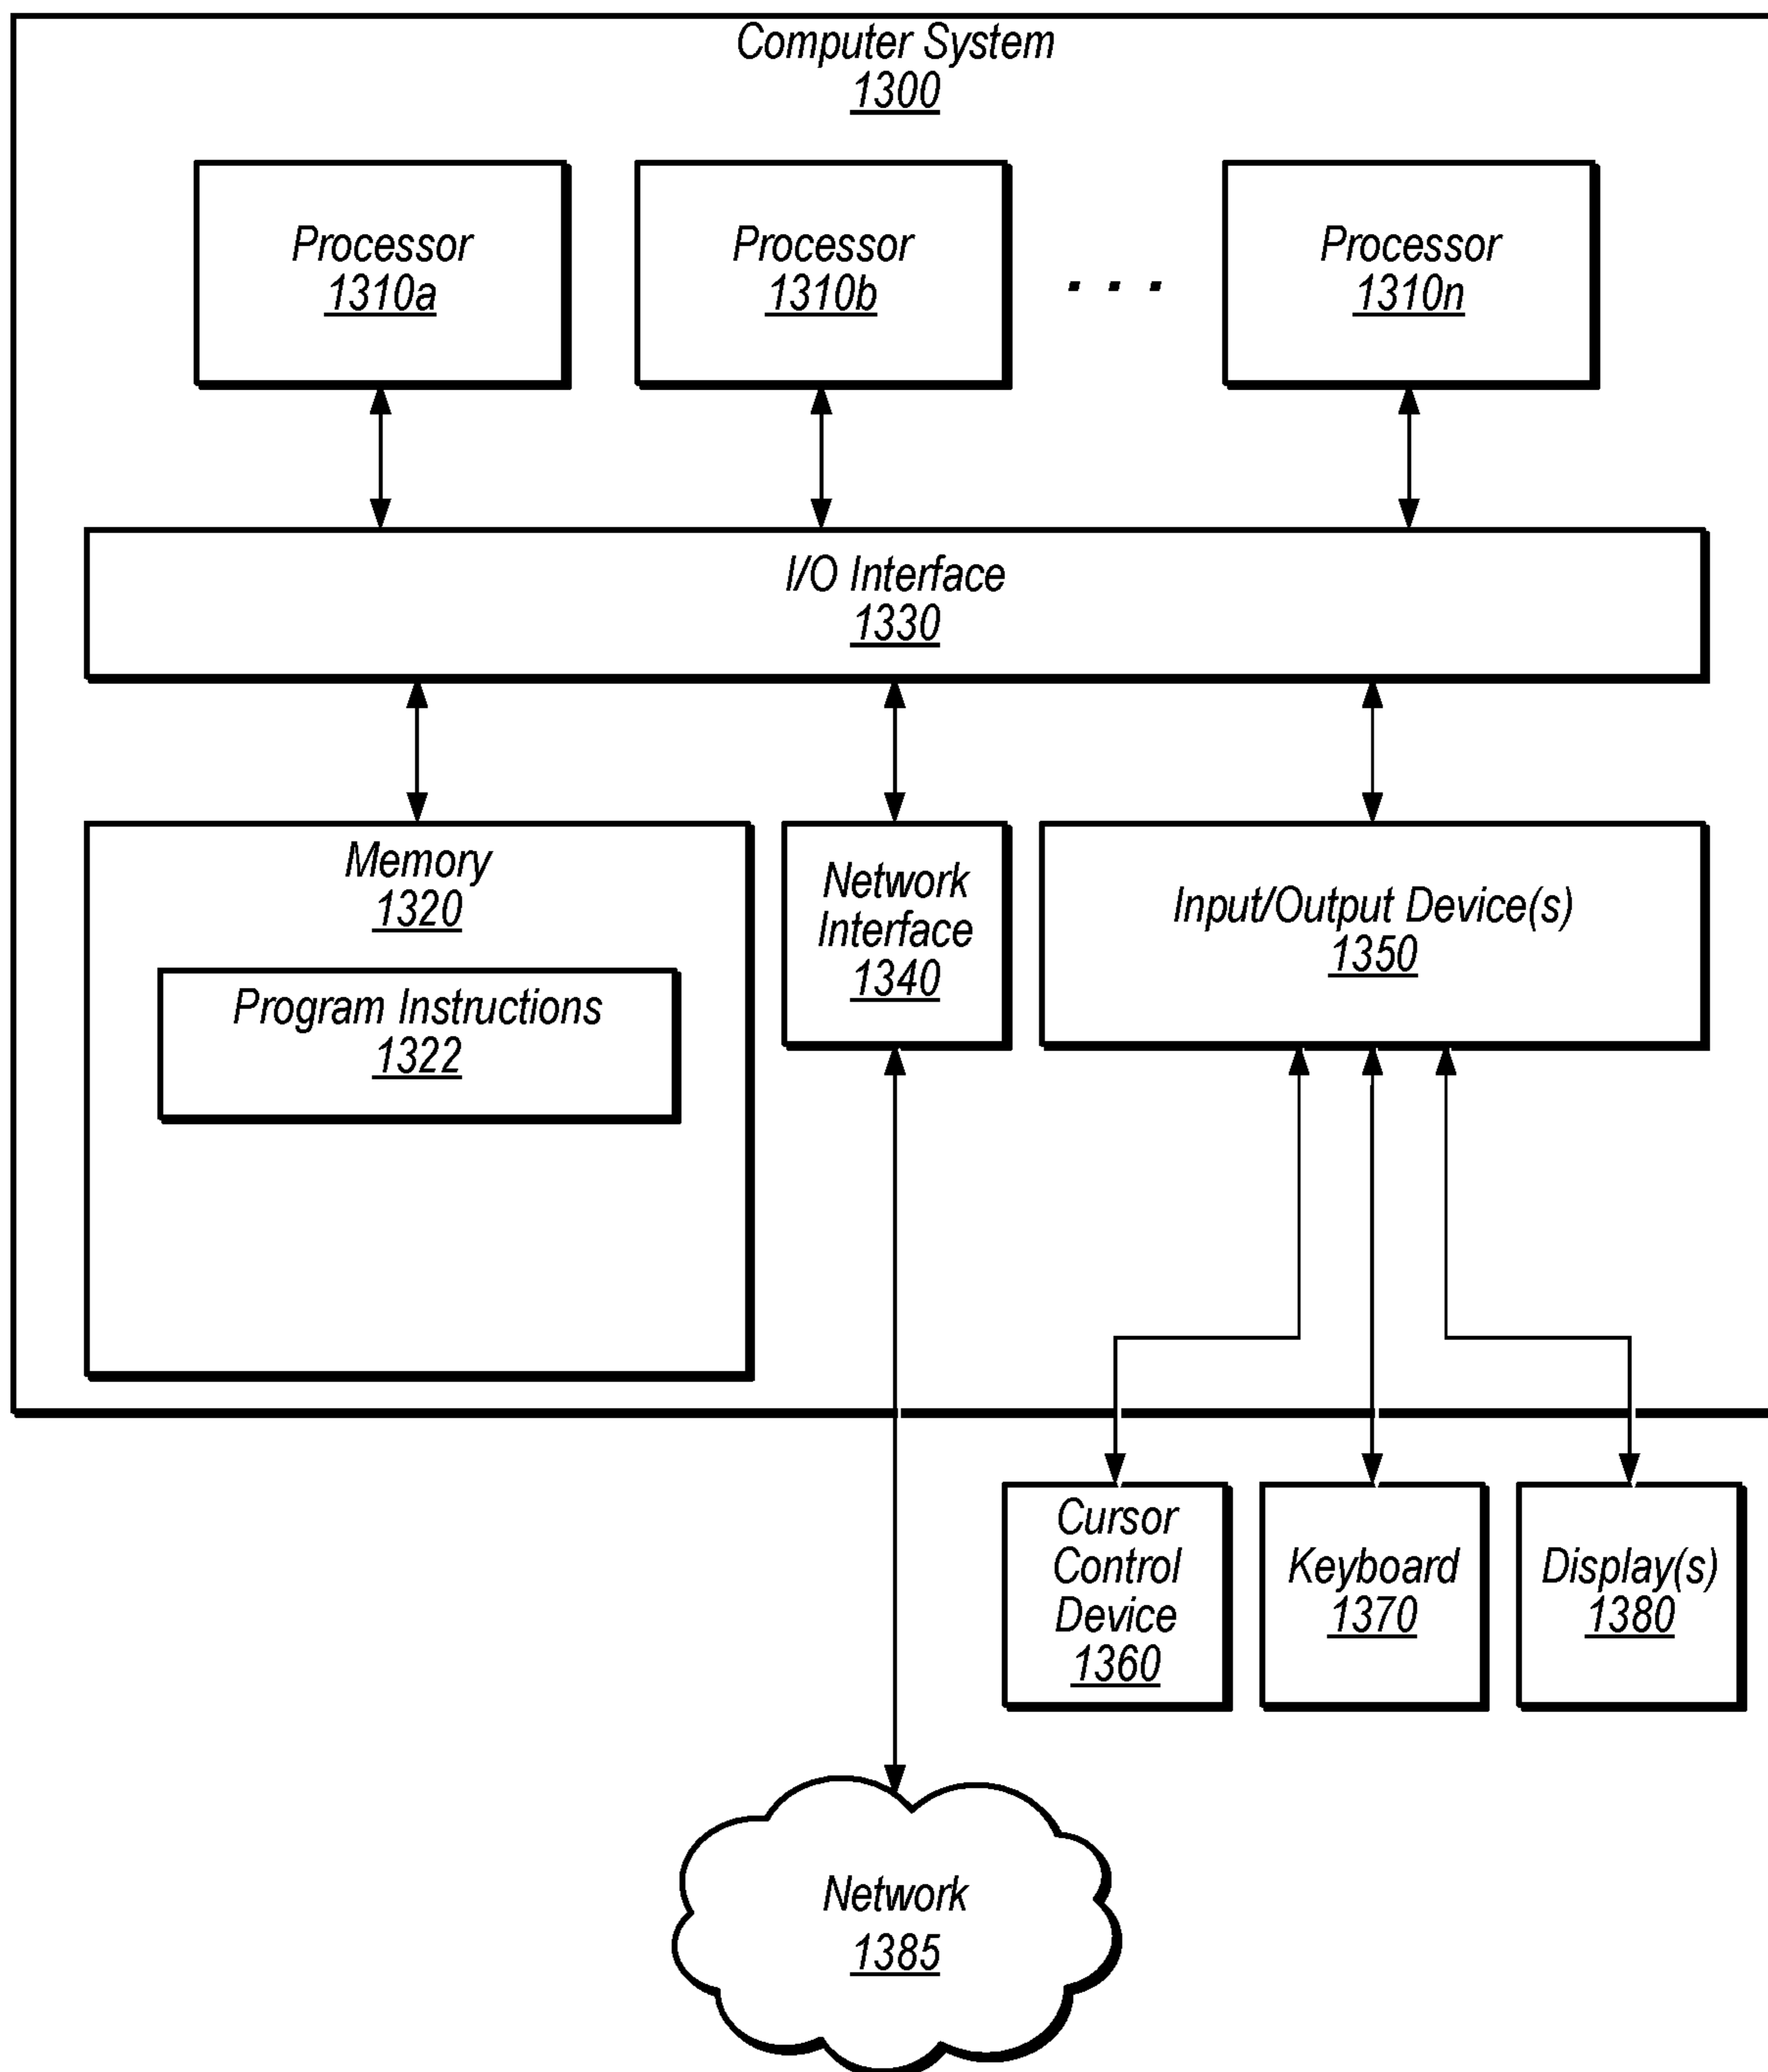 Computer System
1300
Processor
1310a
Processor
1310b
. . .
Processor
1310n
I/O Interface
1330
Memory
1320
Program Instructions
1322
Network
Interface
1340
Input/Output Device(s)
1350
Cursor
Control
Device
1360
Keyboard
1370
Display(s)
1380
Network
1385